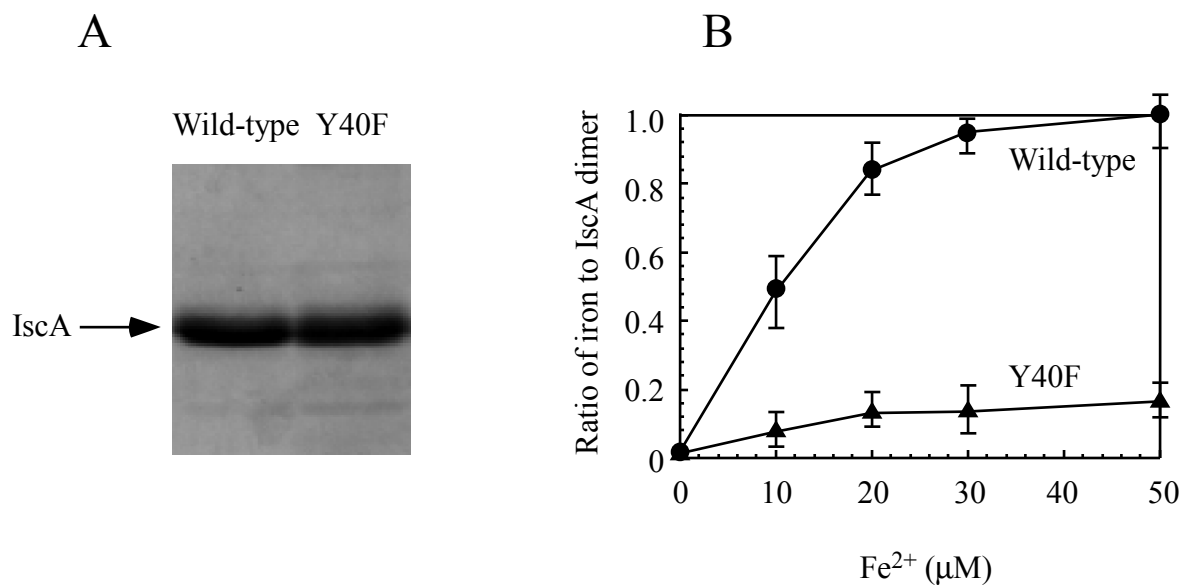 A
Wild-type Y40F
IscA
B
Ratio of iron to IscA dimer
1.0
0.8
0.6
0.4
0.2
0
Wild-type
Y40F
0 10 20 30 40 50
Fe²⁺ (μM)